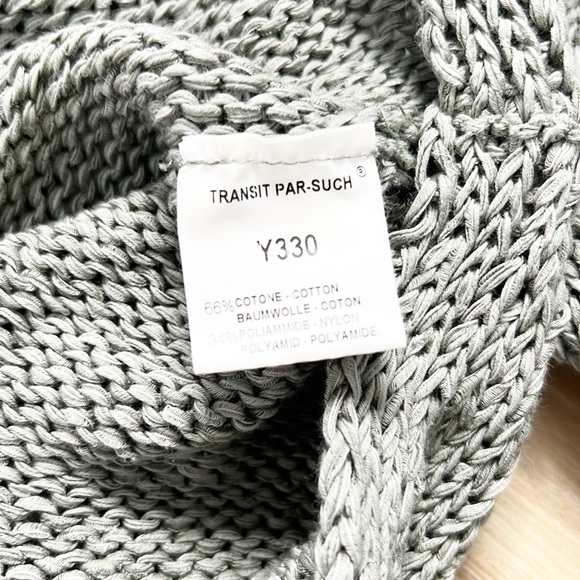 TRANSIT PAR-SUCH®
Y330
66% COTONE - COTTON
BAUMWOLLE - COTON
34% POLIAMMIDE - NYLON
POLYAMID - POLYAMIDE